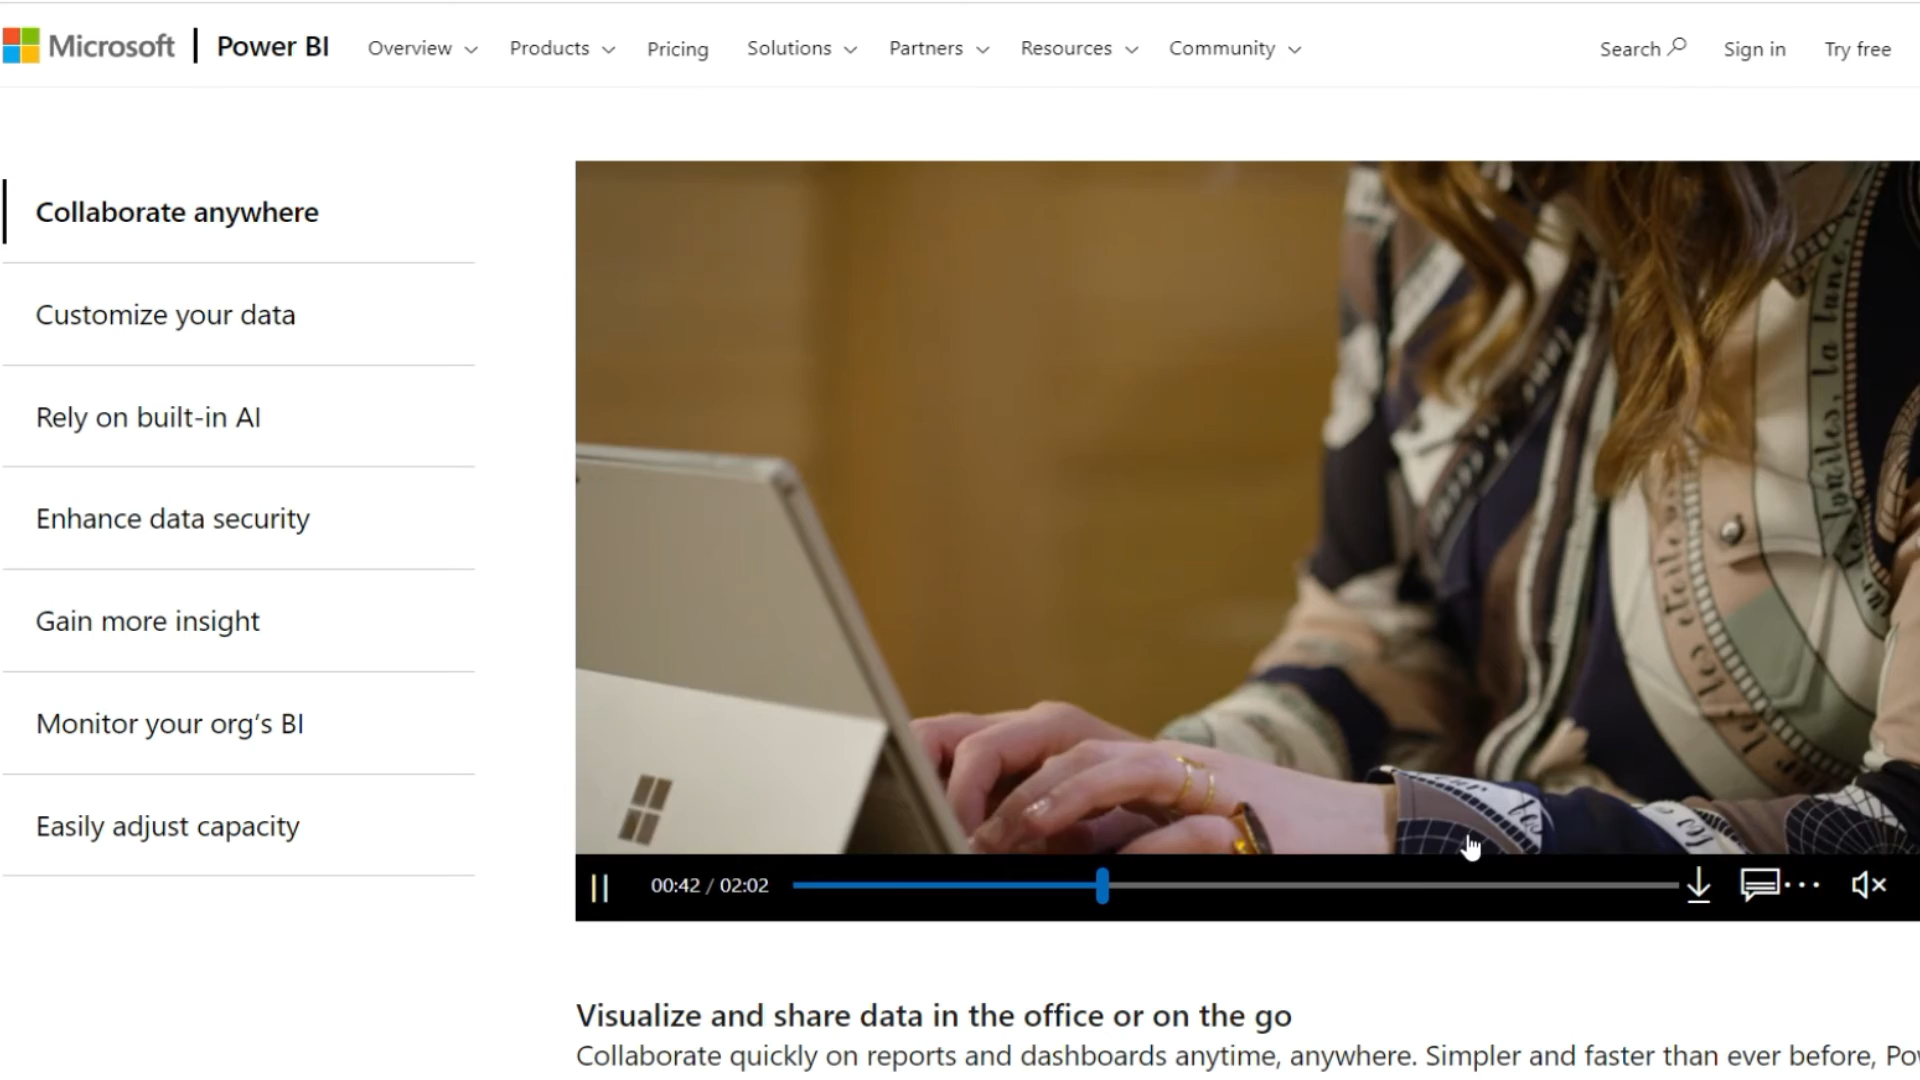 Microsoft | Power BI Overview Products Pricing Solutions Partners Resources Community Search Sign in Try free
Collaborate anywhere
Customize your data
Rely on built-in AI
Enhance data security
Gain more insight
Monitor your org's BI
Easily adjust capacity
00:42 / 02:02
Visualize and share data in the office or on the go
Collaborate quickly on reports and dashboards anytime, anywhere. Simpler and faster than ever before,